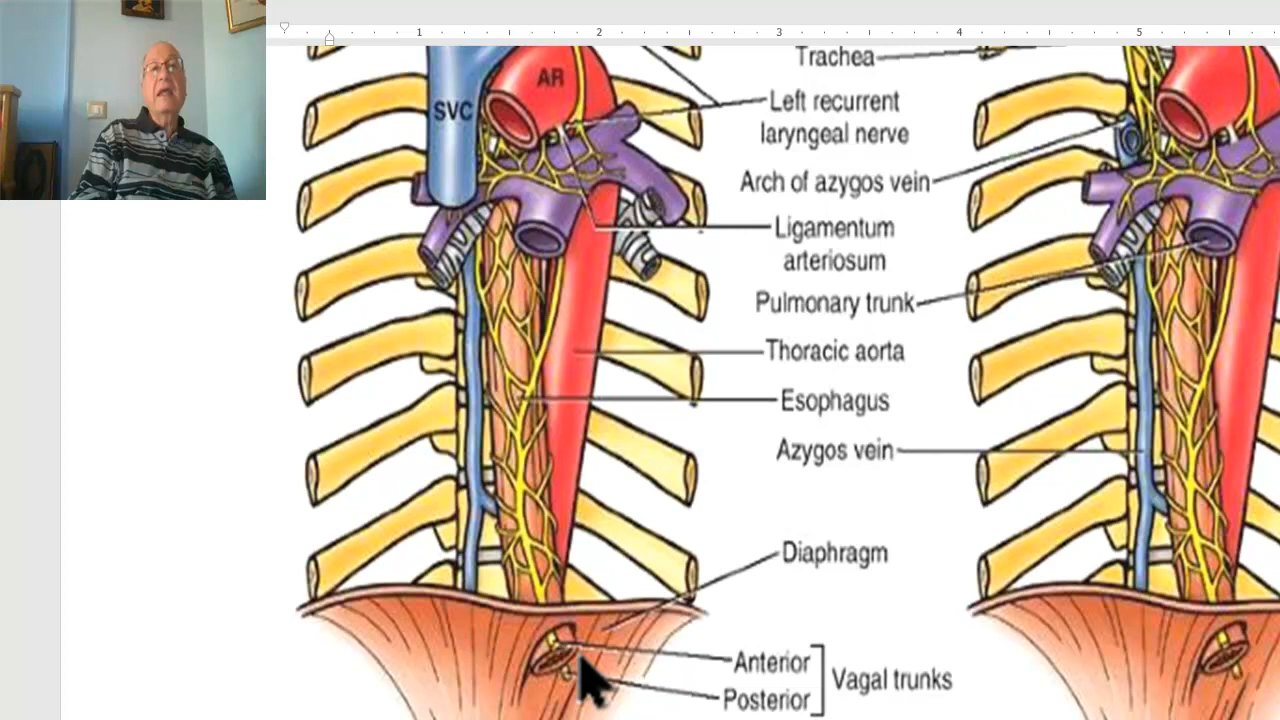 1 2 3 4 5
Trachea
AR
SVC
Left recurrent
laryngeal nerve
Arch of azygos vein
Ligamentum
arteriosum
Pulmonary trunk
Thoracic aorta
Esophagus
Azygos vein
Diaphragm
Anterior
Posterior
Vagal trunks